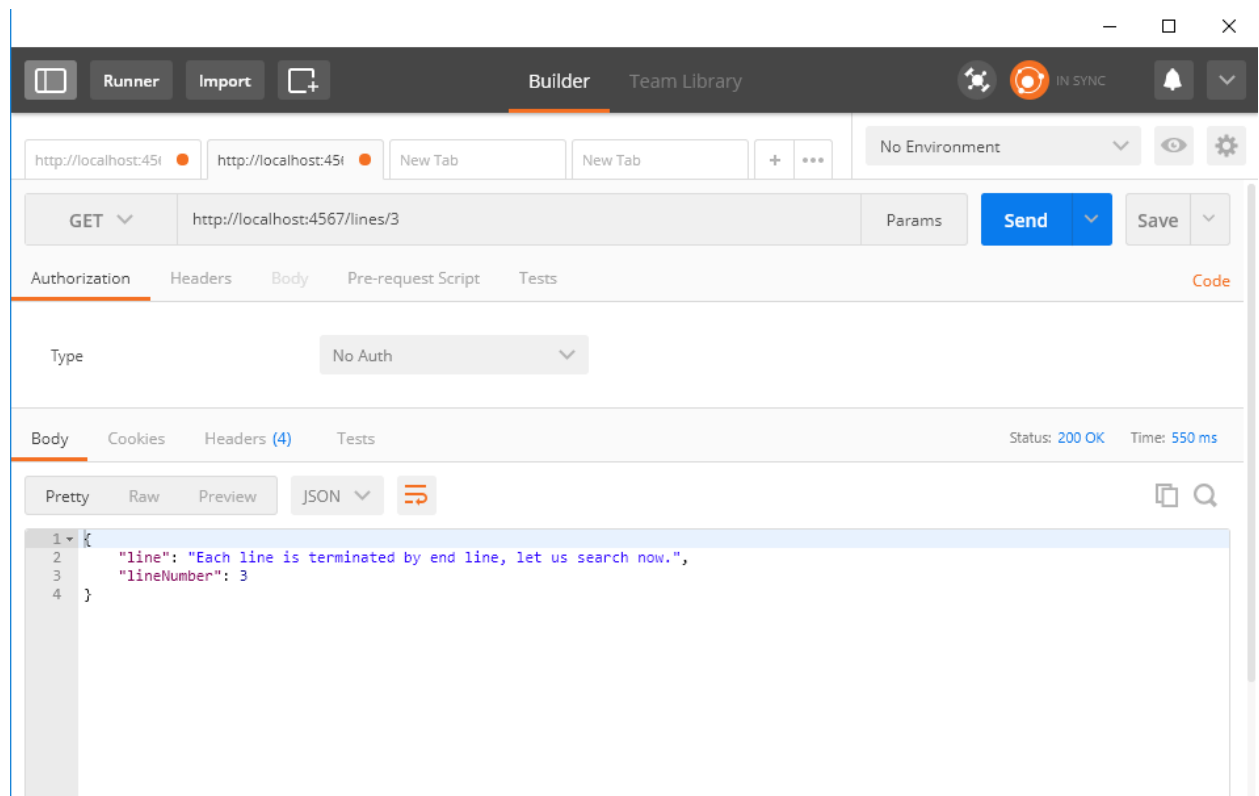 Runner Import Builder Team Library IN SYNC
http://localhost:456 http://localhost:456 New Tab New Tab + ••• No Environment
GET http://localhost:4567/lines/3 Params Send Save
Authorization Headers Body Pre-request Script Tests Code
Type No Auth
Body Cookies Headers (4) Tests Status: 200 OK Time: 550 ms
Pretty Raw Preview JSON
1 {
2 "line": "Each line is terminated by end line, let us search now.",
3 "lineNumber": 3
4 }